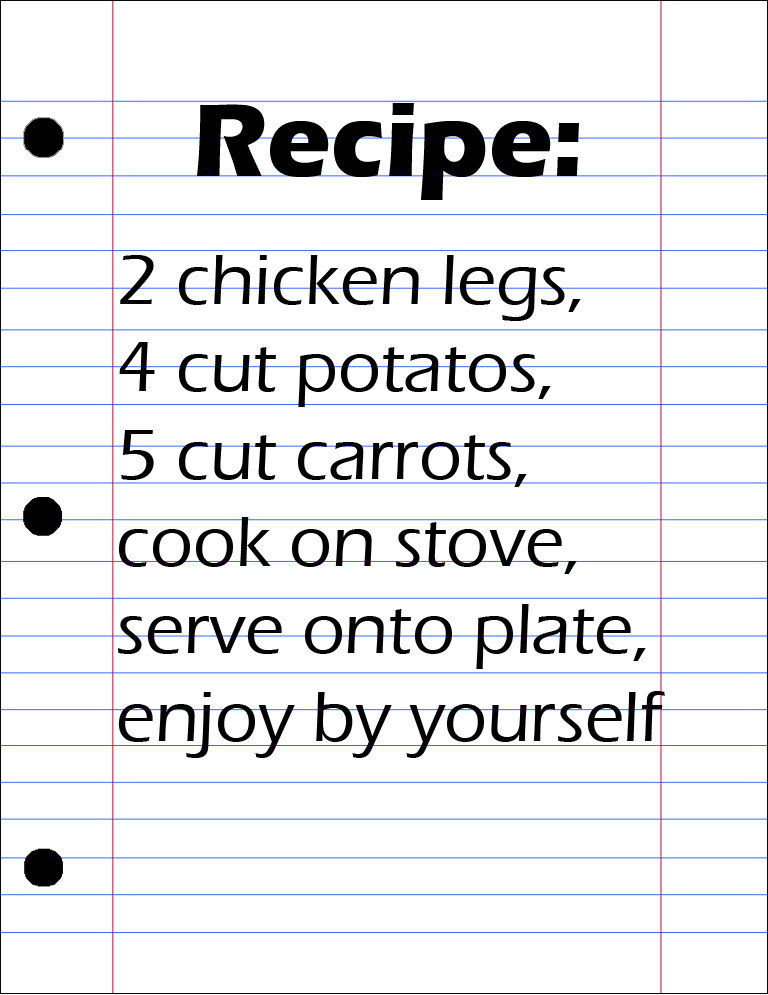 Recipe:
2 chicken legs,
4 cut potatos,
5 cut carrots,
cook on stove,
serve onto plate,
enjoy by yourself